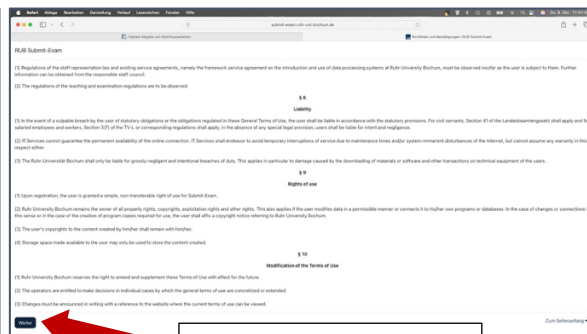 Safari Ablage Bearbeiten Darstellung Verlauf Lesezeichen Fenster Hilfe
submit-exam.ruhr-uni-bochum.de
Digitale Abgabe von Abschlussarbeiten
Richtlinien und Bestätigungen | RUB Submit-Exam
RUB Submit-Exam
(1) Regulations of the staff representation law and existing service agreements, namely the framework service agreement on the introduction and use of data processing systems at Ruhr University Bochum, must be observed insofar as the user is subject to them. Further
information can be obtained from the responsible staff council.
(2) The regulations of the teaching and examination regulations are to be observed.
§ 8
Liability
(1) In the event of a culpable breach by the user of statutory obligations or the obligations regulated in these General Terms of Use, the user shall be liable in accordance with the statutory provisions. For civil servants, Section 41 of the Landesbeamtengesetz shall apply and for
salaried employees and workers, Section 3(7) of the TV-L, or corresponding regulations shall apply; in the absence of any special legal provision, users shall be liable for intent and negligence.
(2) IT.Services cannot guarantee the permanent availability of the online connection. IT.Services shall endeavor to avoid temporary interruptions of service due to maintenance times and/or system-immanent disturbances of the Internet, but cannot assume any warranty in this
respect either.
(3) The Ruhr-Universität Bochum shall only be liable for grossly negligent and intentional breaches of duty. This applies in particular to damage caused by the downloading of materials or software and other transactions on technical equipment of the users.
§ 9
Rights of use
(1) Upon registration, the user is granted a simple, non-transferable right of use for Submit-Exam.
(2) Ruhr-University Bochum remains the owner of all property rights, copyrights, exploitation rights and other rights. This also applies if the user modifies data in a permissible manner or connects it to his/her own programs or databases. In the case of changes or connections in
this sense or in the case of the creation of program copies required for use, the user shall affix a copyright notice referring to Ruhr University Bochum.
(3) The user's copyrights to the content created by him/her shall remain with him/her.
(4) Storage space made available to the user may only be used to store the content created.
§ 10
Modification of the Terms of Use
(1) Ruhr-University Bochum reserves the right to amend and supplement these Terms of Use with effect for the future.
(2) The operators are entitled to make decisions in individual cases by which the general terms of use are concretized or extended.
(3) Changes must be announced in writing with a reference to the website where the current terms of use can be viewed.
Weiter
Zum Seitenanfang